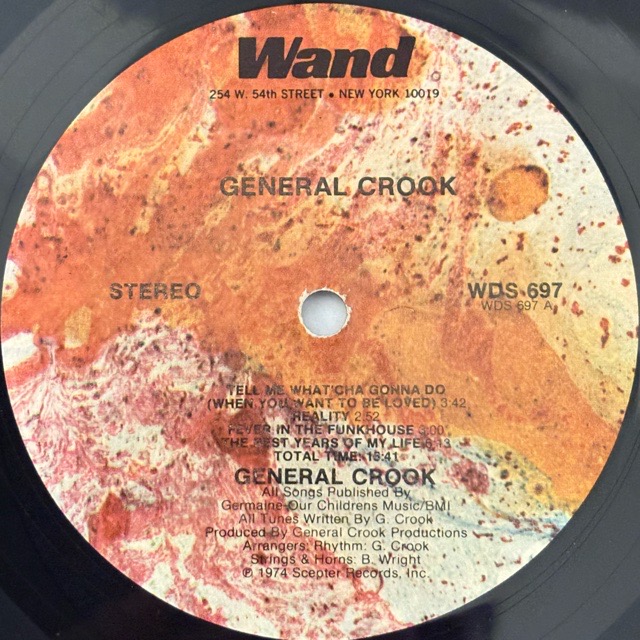 Wand
254 W. 54th STREET • NEW YORK 10019
GENERAL CROOK
STEREO
WDS 697
WDS 697 A
TELL ME WHAT'CHA GONNA DO
(WHEN YOU WANT TO BE LOVED) 3:42
REALITY 2:52
FEVER IN THE FUNKHOUSE 3:00
THE BEST YEARS OF MY LIFE 6:13
TOTAL TIME: 15:41
GENERAL CROOK
All Songs Published By
Germaine-Our Childrens Music/BMI
All Tunes Written By G. Crook
Produced By General Crook Productions
Arrangers: Rhythm: G. Crook
Strings & Horns: B. Wright
℗ 1974 Scepter Records, Inc.